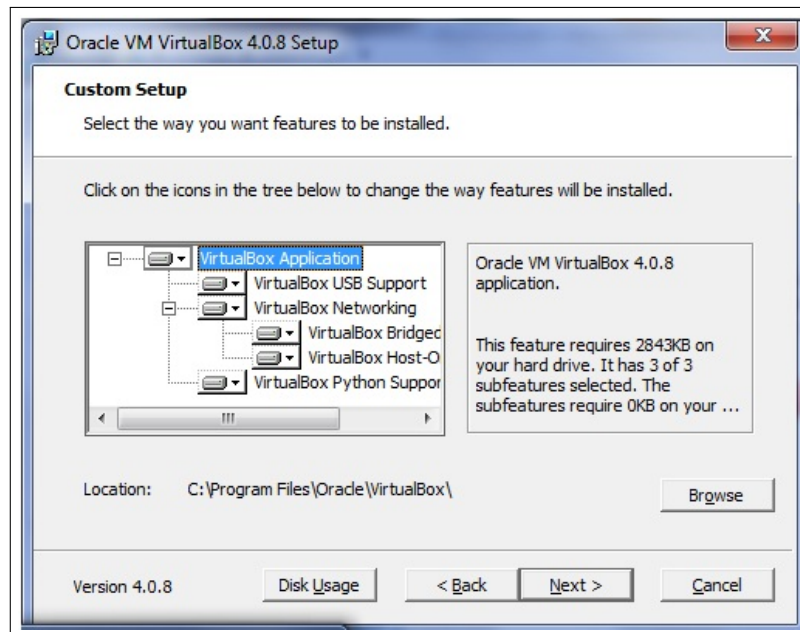 Oracle VM VirtualBox 4.0.8 Setup
Custom Setup
Select the way you want features to be installed.
Click on the icons in the tree below to change the way features will be installed.
VirtualBox Application
VirtualBox USB Support
VirtualBox Networking
VirtualBox Bridged
VirtualBox Host-O
VirtualBox Python Suppor
Oracle VM VirtualBox 4.0.8
application.
This feature requires 2843KB on
your hard drive. It has 3 of 3
subfeatures selected. The
subfeatures require 0KB on your ...
Location: C:\Program Files\Oracle\VirtualBox\
Browse
Version 4.0.8 Disk Usage < Back Next > Cancel